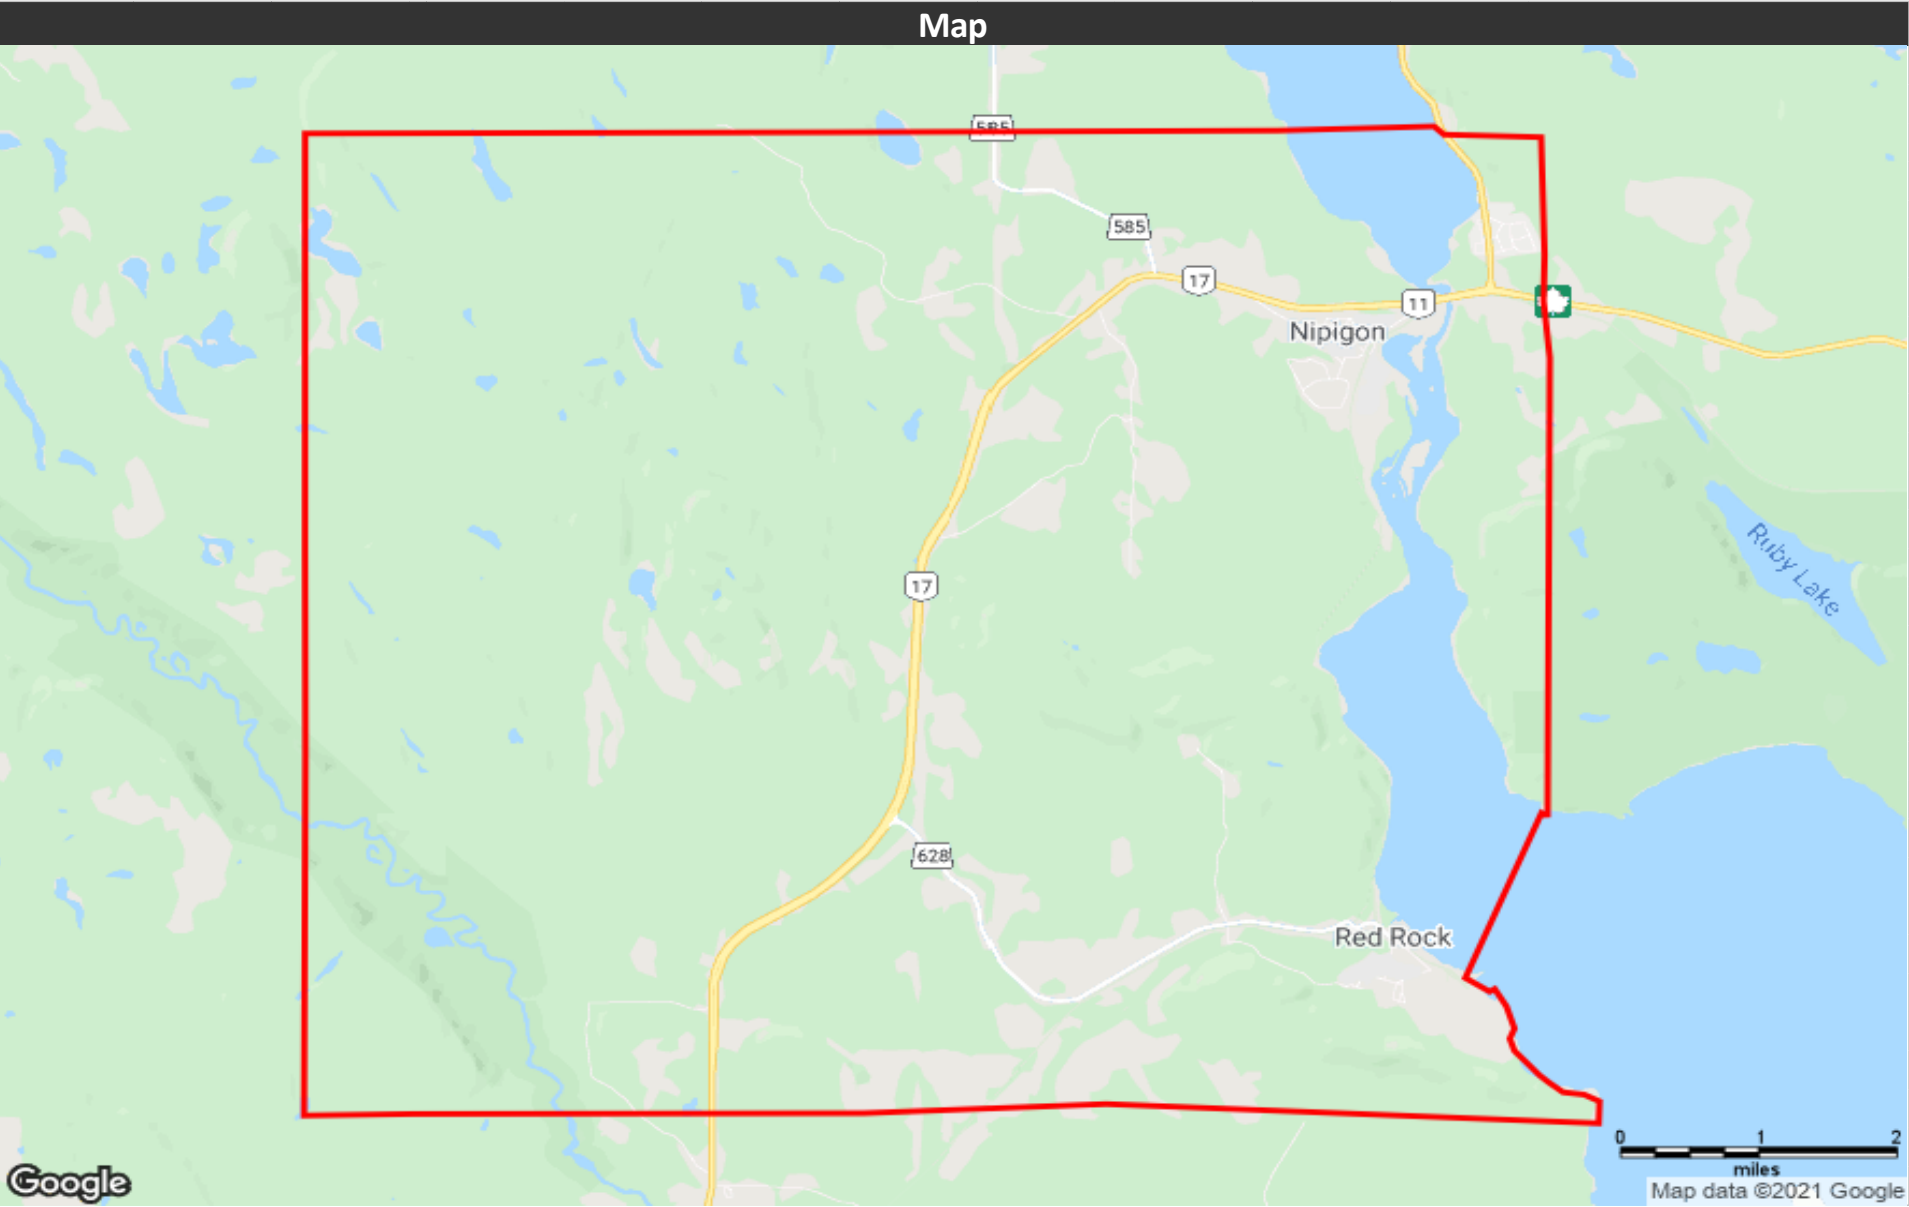 Map
585
585
17
11
Nipigon
Ruby Lake
17
628
Red Rock
0 1 2
miles
Google
Map data ©2021 Google